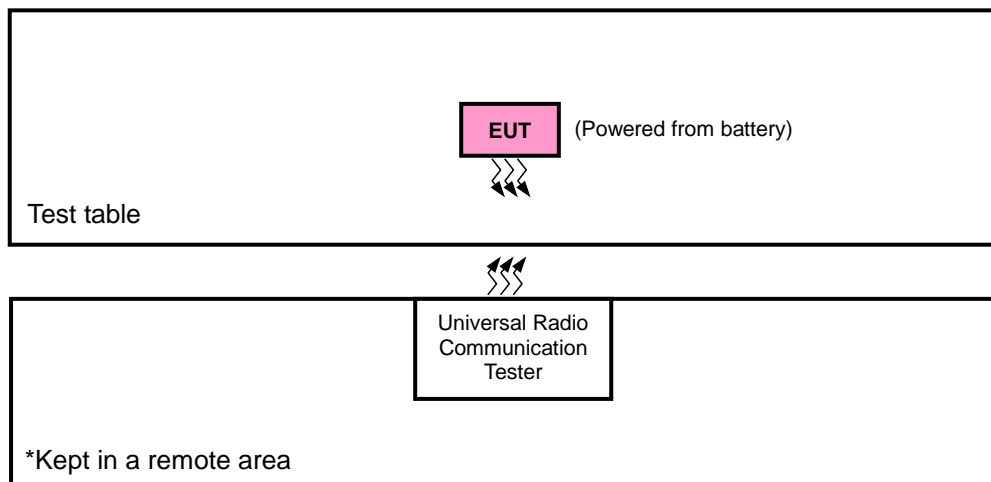 EUT
(Powered from battery)
Test table
Universal Radio
Communication
Tester
*Kept in a remote area